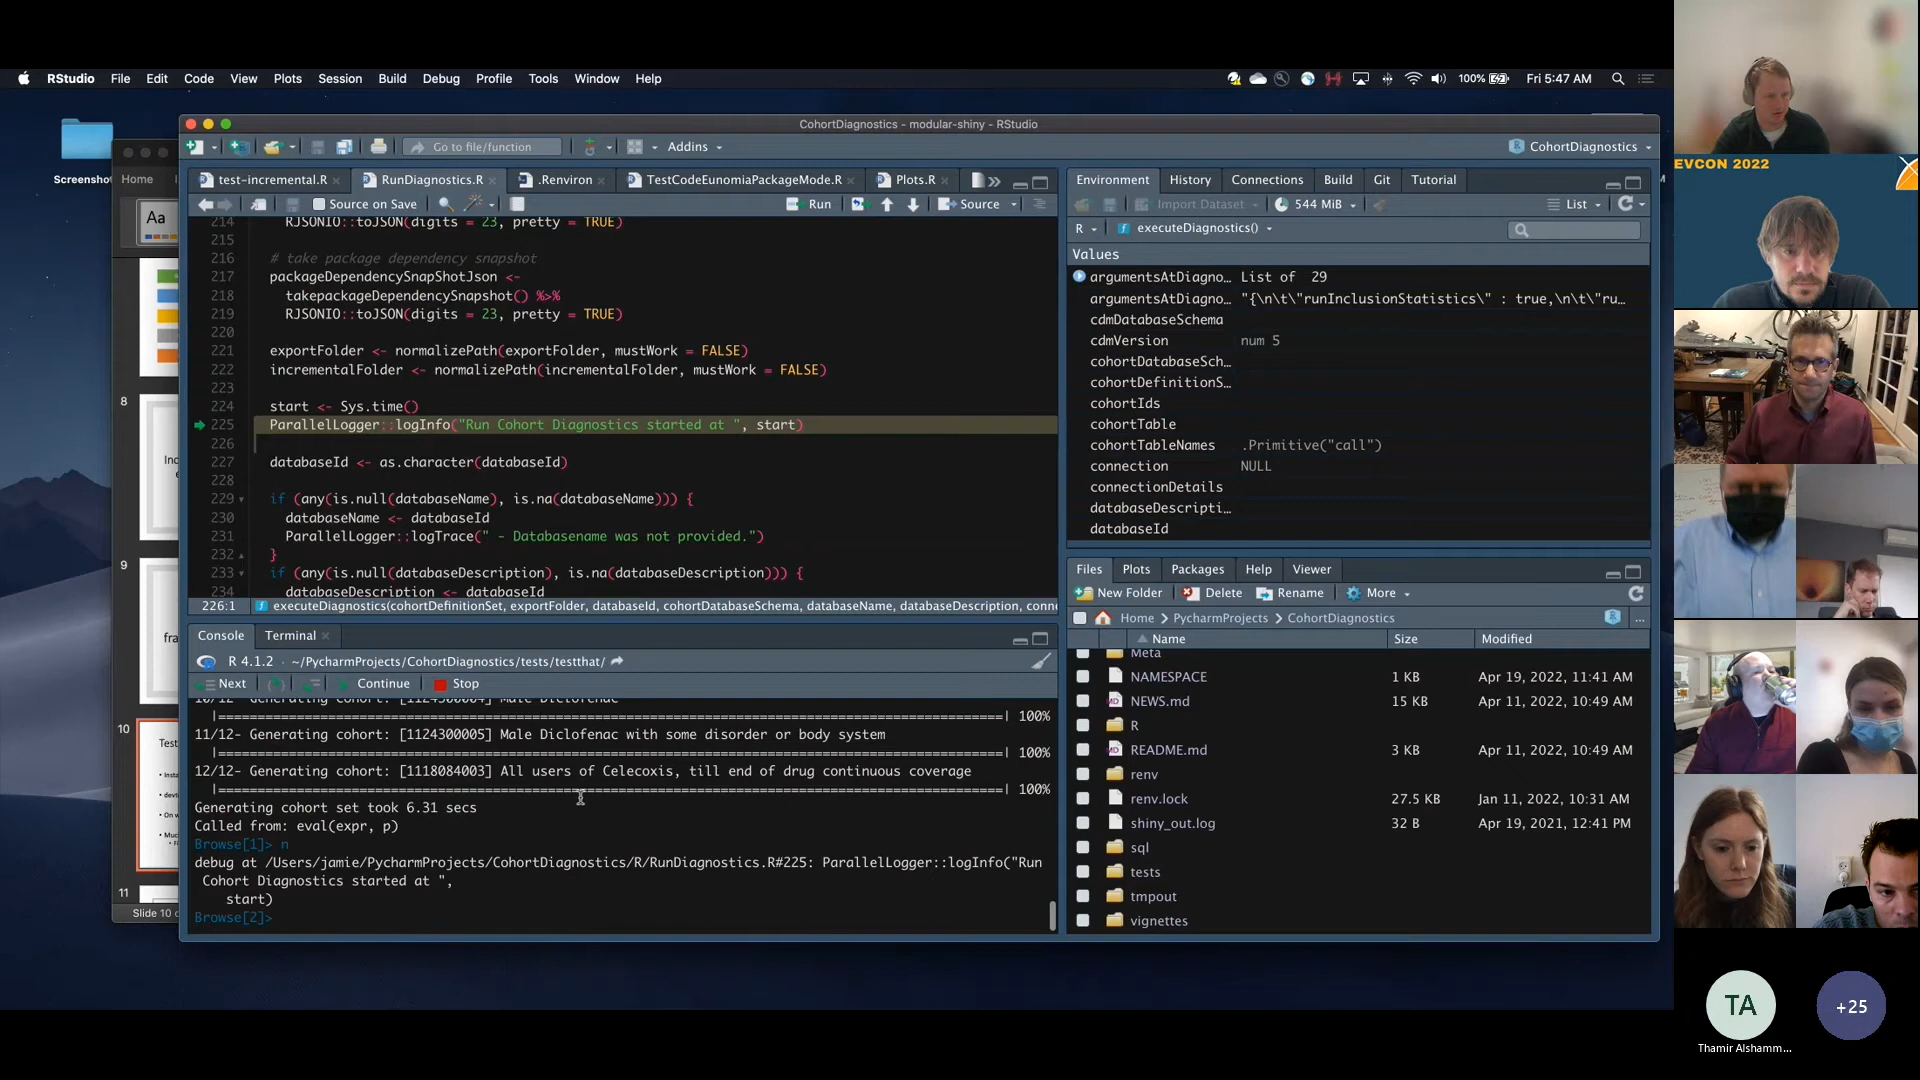 RStudio File Edit Code View Plots Session Build Debug Profile Tools Window Help
100% Fri 5:47 AM
EVCON 2022
CohortDiagnostics - modular-shiny - RStudio
Go to file/function Addins CohortDiagnostics
Screensho
Home
Aa
test-incremental.R RunDiagnostics.R .Renviron TestCodeEunomiaPackageMode.R Plots.R
Source on Save Run Source
214 RJSONIO::toJSON(digits = 23, pretty = TRUE)
215
216 # take package dependency snapshot
217 packageDependencySnapShotJson <-
218 takepackageDependencySnapshot() %>%
219 RJSONIO::toJSON(digits = 23, pretty = TRUE)
220
221 exportFolder <- normalizePath(exportFolder, mustWork = FALSE)
222 incrementalFolder <- normalizePath(incrementalFolder, mustWork = FALSE)
223
224 start <- Sys.time()
225 ParallelLogger::logInfo("Run Cohort Diagnostics started at ", start)
226
227 databaseId <- as.character(databaseId)
228
229 if (any(is.null(databaseName), is.na(databaseName))) {
230 databaseName <- databaseId
231 ParallelLogger::logTrace(" - Databasename was not provided.")
232 }
233 if (any(is.null(databaseDescription), is.na(databaseDescription))) {
234 databaseDescription <- databaseId
226:1 executeDiagnostics(cohortDefinitionSet, exportFolder, databaseId, cohortDatabaseSchema, databaseName, databaseDescription, conne
Console Terminal
R 4.1.2 · ~/PycharmProjects/CohortDiagnostics/tests/testthat/
Next Continue Stop
10/12- Generating cohort: [1124300004] Male Diclofenac
100%
11/12- Generating cohort: [1124300005] Male Diclofenac with some disorder or body system
100%
12/12- Generating cohort: [1118084003] All users of Celecoxis, till end of drug continuous coverage
100%
Generating cohort set took 6.31 secs
Called from: eval(expr, p)
Browse[1]> n
debug at /Users/jamie/PycharmProjects/CohortDiagnostics/R/RunDiagnostics.R#225: ParallelLogger::logInfo("Run
Cohort Diagnostics started at ",
start)
Browse[2]>
8
Inc
e
9
fra
10
Test
• Insta
• devt
• On w
• Muc
11
Slide 10 o
Environment History Connections Build Git Tutorial
Import Dataset 544 MiB List
R executeDiagnostics()
Values
argumentsAtDiagno… List of 29
argumentsAtDiagno… "{\n\t\"runInclusionStatistics\" : true,\n\t\"ru…
cdmDatabaseSchema
cdmVersion num 5
cohortDatabaseSch…
cohortDefinitionS…
cohortIds
cohortTable
cohortTableNames .Primitive("call")
connection NULL
connectionDetails
databaseDescripti…
databaseId
Files Plots Packages Help Viewer
New Folder Delete Rename More
Home PycharmProjects CohortDiagnostics ...
Name Size Modified
Meta
NAMESPACE 1 KB Apr 19, 2022, 11:41 AM
NEWS.md 15 KB Apr 11, 2022, 10:49 AM
R
README.md 3 KB Apr 11, 2022, 10:49 AM
renv
renv.lock 27.5 KB Jan 11, 2022, 10:31 AM
shiny_out.log 32 B Apr 19, 2021, 12:41 PM
sql
tests
tmpout
vignettes
TA +25
Thamir Alshamm...